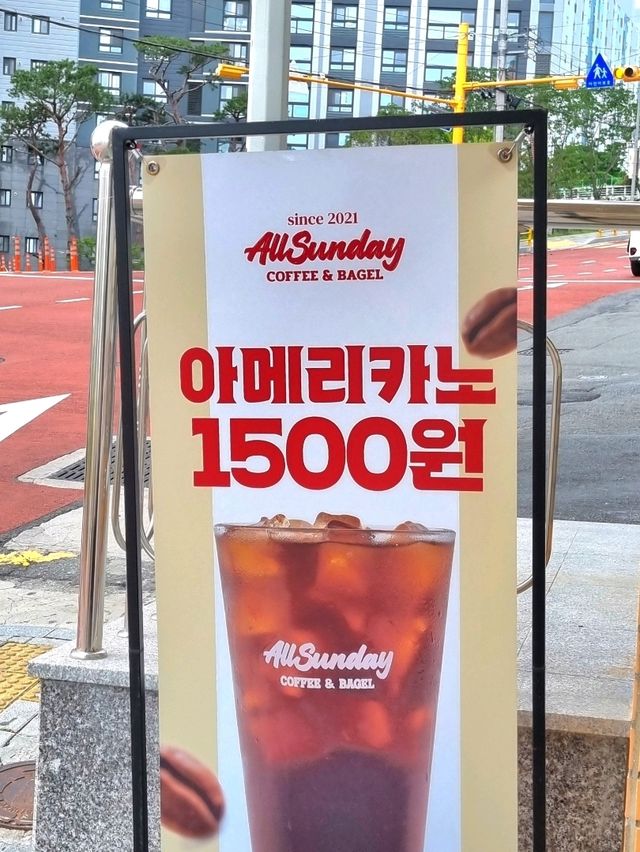 since 2021
AllSunday
COFFEE & BAGEL
아메리카노
1500원
AllSunday
COFFEE & BAGEL